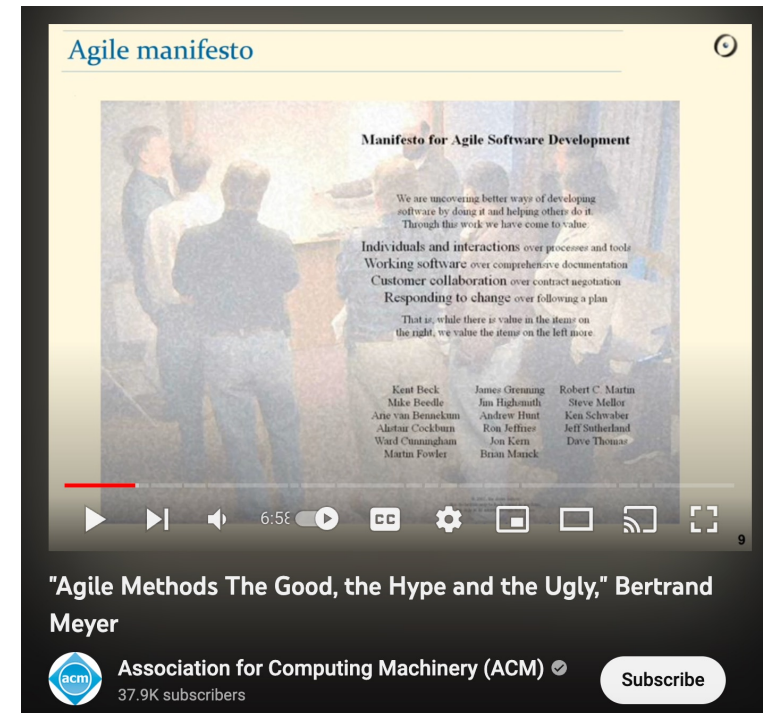 Agile manifesto
Manifesto for Agile Software Development
We are uncovering better ways of developing
software by doing it and helping others do it.
Through this work we have come to value
Individuals and interactions over processes and tools
Working software over comprehensive documentation
Customer collaboration over contract negotiation
Responding to change over following a plan
That is, while there is value in the items on
the right, we value the items on the left more.
Kent Beck
Mike Beedle
Arie van Bennekum
Alistair Cockburn
Ward Cunningham
Martin Fowler
James Grenning
Jim Highsmith
Andrew Hunt
Ron Jeffries
Jon Kern
Brian Marick
Robert C. Martin
Steve Mellor
Ken Schwaber
Jeff Sutherland
Dave Thomas
6:58
CC
9
"Agile Methods The Good, the Hype and the Ugly," Bertrand
Meyer
acm
Association for Computing Machinery (ACM)
37.9K subscribers
Subscribe